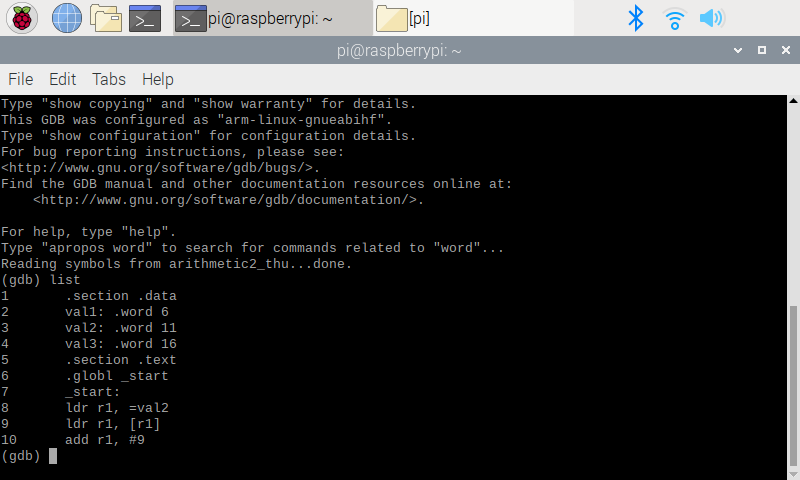 pi@raspberrypi: ~
[pi]
pi@raspberrypi: ~
File Edit Tabs Help
Type "show copying" and "show warranty" for details.
This GDB was configured as "arm-linux-gnueabihf".
Type "show configuration" for configuration details.
For bug reporting instructions, please see:
<http://www.gnu.org/software/gdb/bugs/>.
Find the GDB manual and other documentation resources online at:
    <http://www.gnu.org/software/gdb/documentation/>.
For help, type "help".
Type "apropos word" to search for commands related to "word"...
Reading symbols from arithmetic2_thu...done.
(gdb) list
1       .section .data
2       val1: .word 6
3       val2: .word 11
4       val3: .word 16
5       .section .text
6       .globl _start
7       _start:
8       ldr r1, =val2
9       ldr r1, [r1]
10      add r1, #9
(gdb)